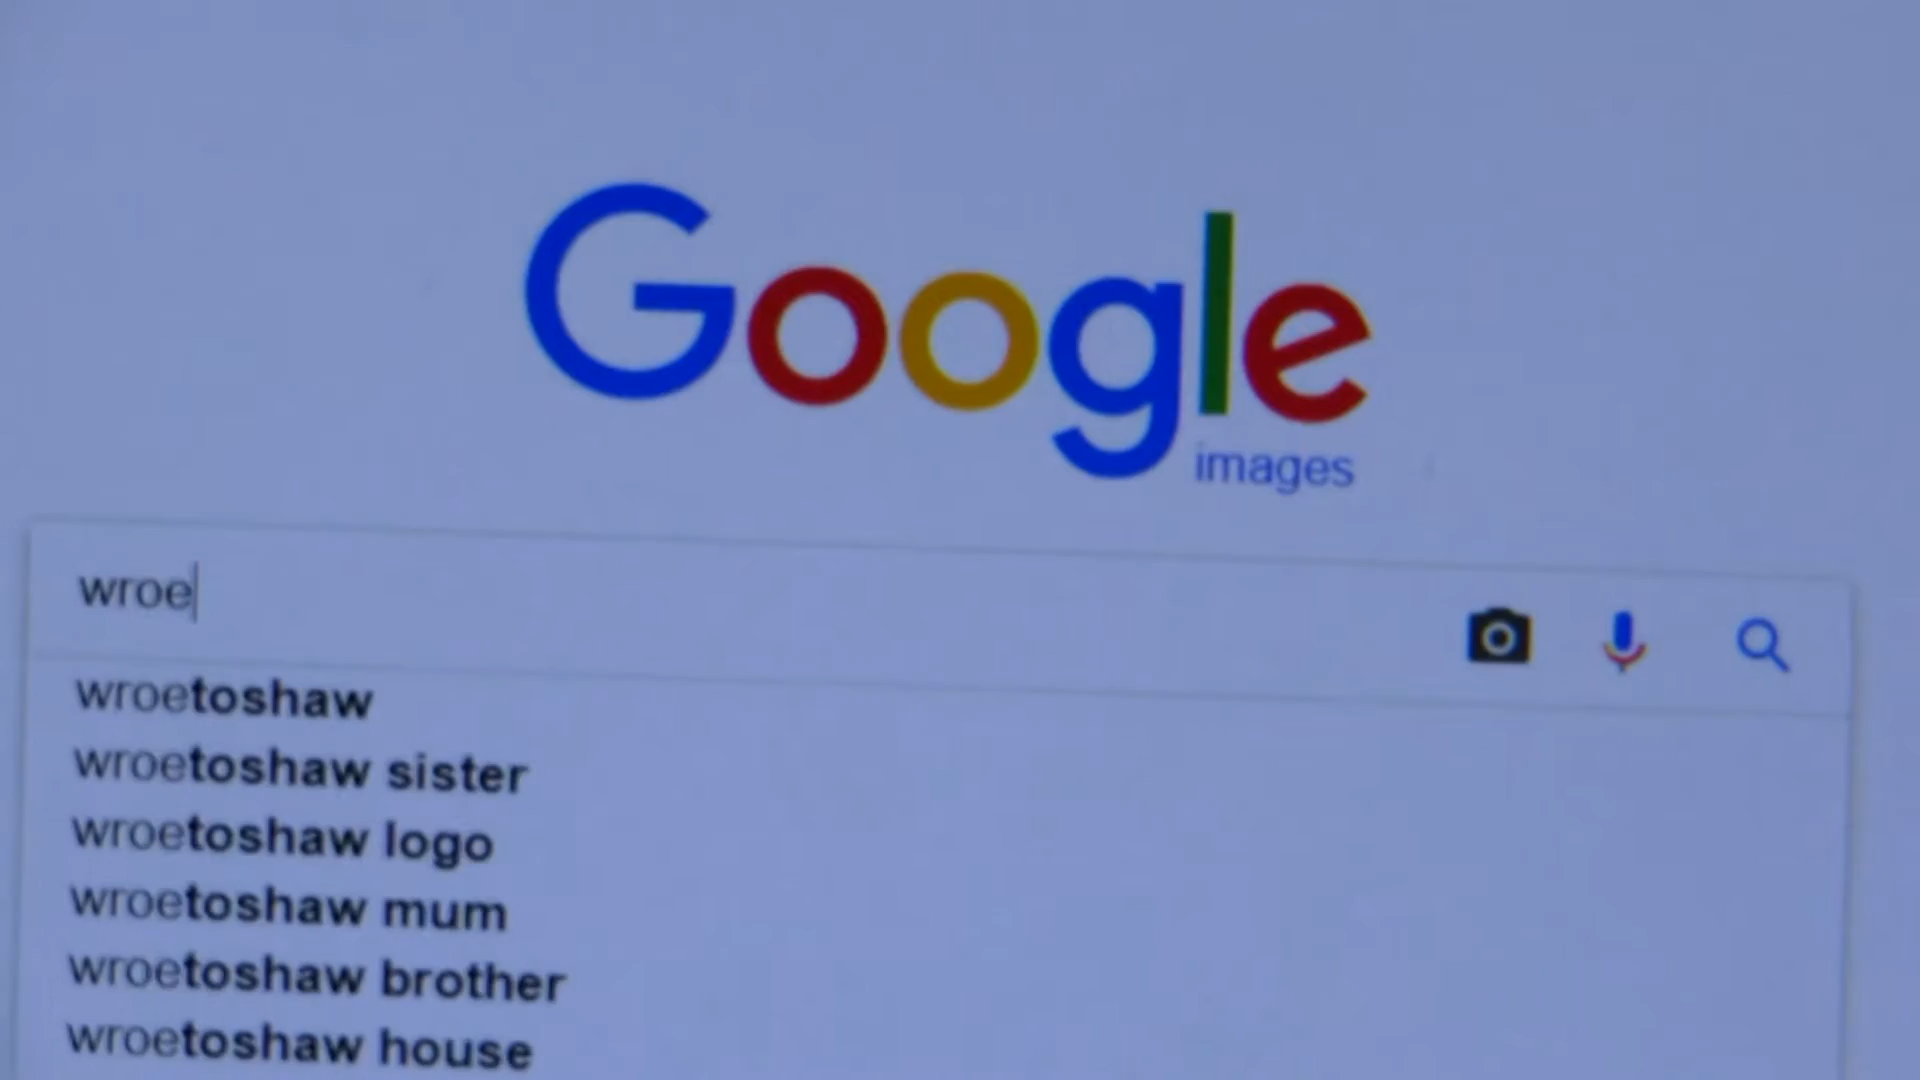 Google
images
wroe
wroetoshaw
wroetoshaw sister
wroetoshaw logo
wroetoshaw mum
wroetoshaw brother
wroetoshaw house